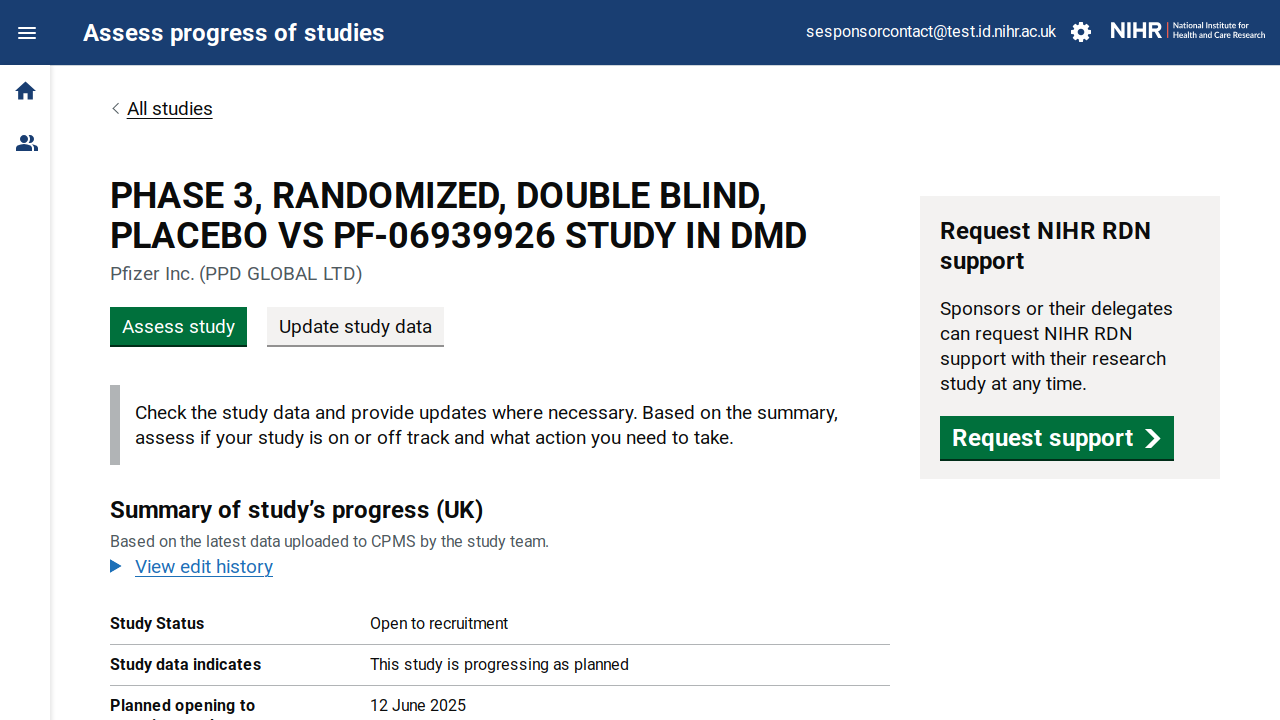 Assess progress of studies
sesponsorcontact@test.id.nihr.ac.uk
NIHR | National Institute for
Health and Care Research
All studies
PHASE 3, RANDOMIZED, DOUBLE BLIND,
PLACEBO VS PF-06939926 STUDY IN DMD
Pfizer Inc. (PPD GLOBAL LTD)
Assess study
Update study data
Check the study data and provide updates where necessary. Based on the summary,
assess if your study is on or off track and what action you need to take.
Summary of study’s progress (UK)
Based on the latest data uploaded to CPMS by the study team.
View edit history
Study Status
Open to recruitment
Study data indicates
This study is progressing as planned
Planned opening to
12 June 2025
Request NIHR RDN
support
Sponsors or their delegates
can request NIHR RDN
support with their research
study at any time.
Request support